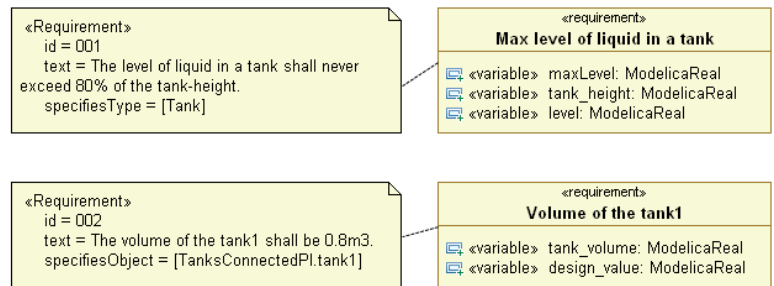 «Requirement»
id = 001
text = The level of liquid in a tank shall never
exceed 80% of the tank-height.
specifiesType = [Tank]
«requirement»
Max level of liquid in a tank
«variable» maxLevel: ModelicaReal
«variable» tank_height: ModelicaReal
«variable» level: ModelicaReal
«Requirement»
id = 002
text = The volume of the tank1 shall be 0.8m3.
specifiesObject = [TanksConnectedPI.tank1]
«requirement»
Volume of the tank1
«variable» tank_volume: ModelicaReal
«variable» design_value: ModelicaReal